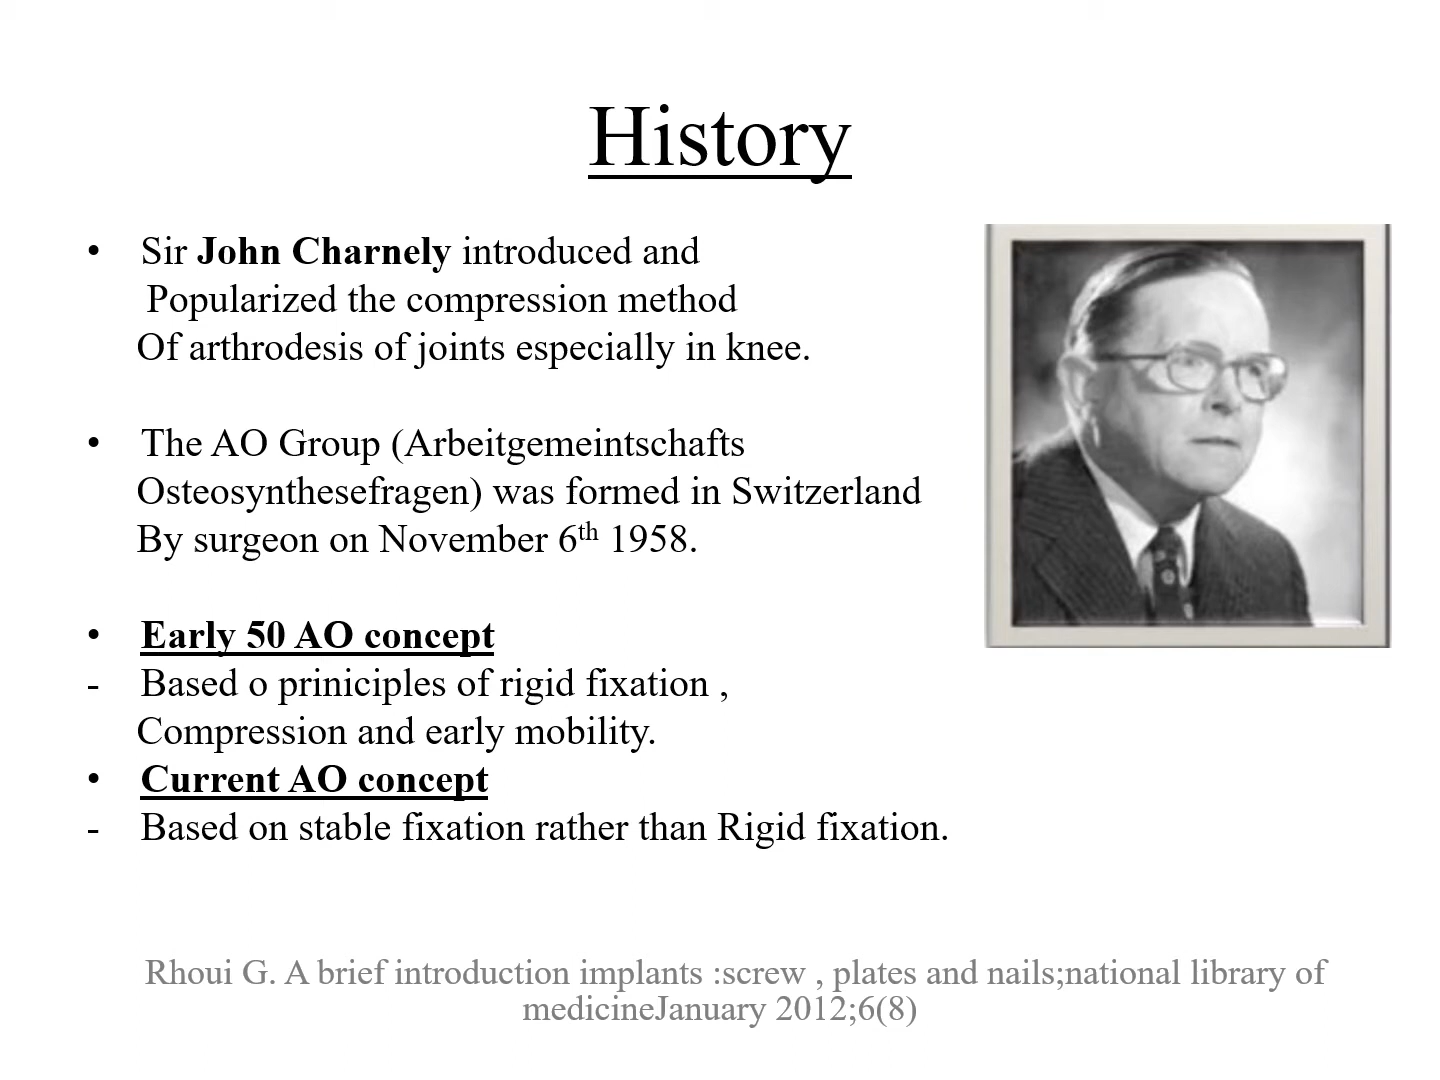 History
• Sir John Charnely introduced and
Popularized the compression method
Of arthrodesis of joints especially in knee.
• The AO Group (Arbeitgemeintschafts
Osteosynthesefragen) was formed in Switzerland
By surgeon on November 6th 1958.
• Early 50 AO concept
- Based o priniciples of rigid fixation ,
Compression and early mobility.
• Current AO concept
- Based on stable fixation rather than Rigid fixation.
Rhoui G. A brief introduction implants :screw , plates and nails;national library of
medicineJanuary 2012;6(8)